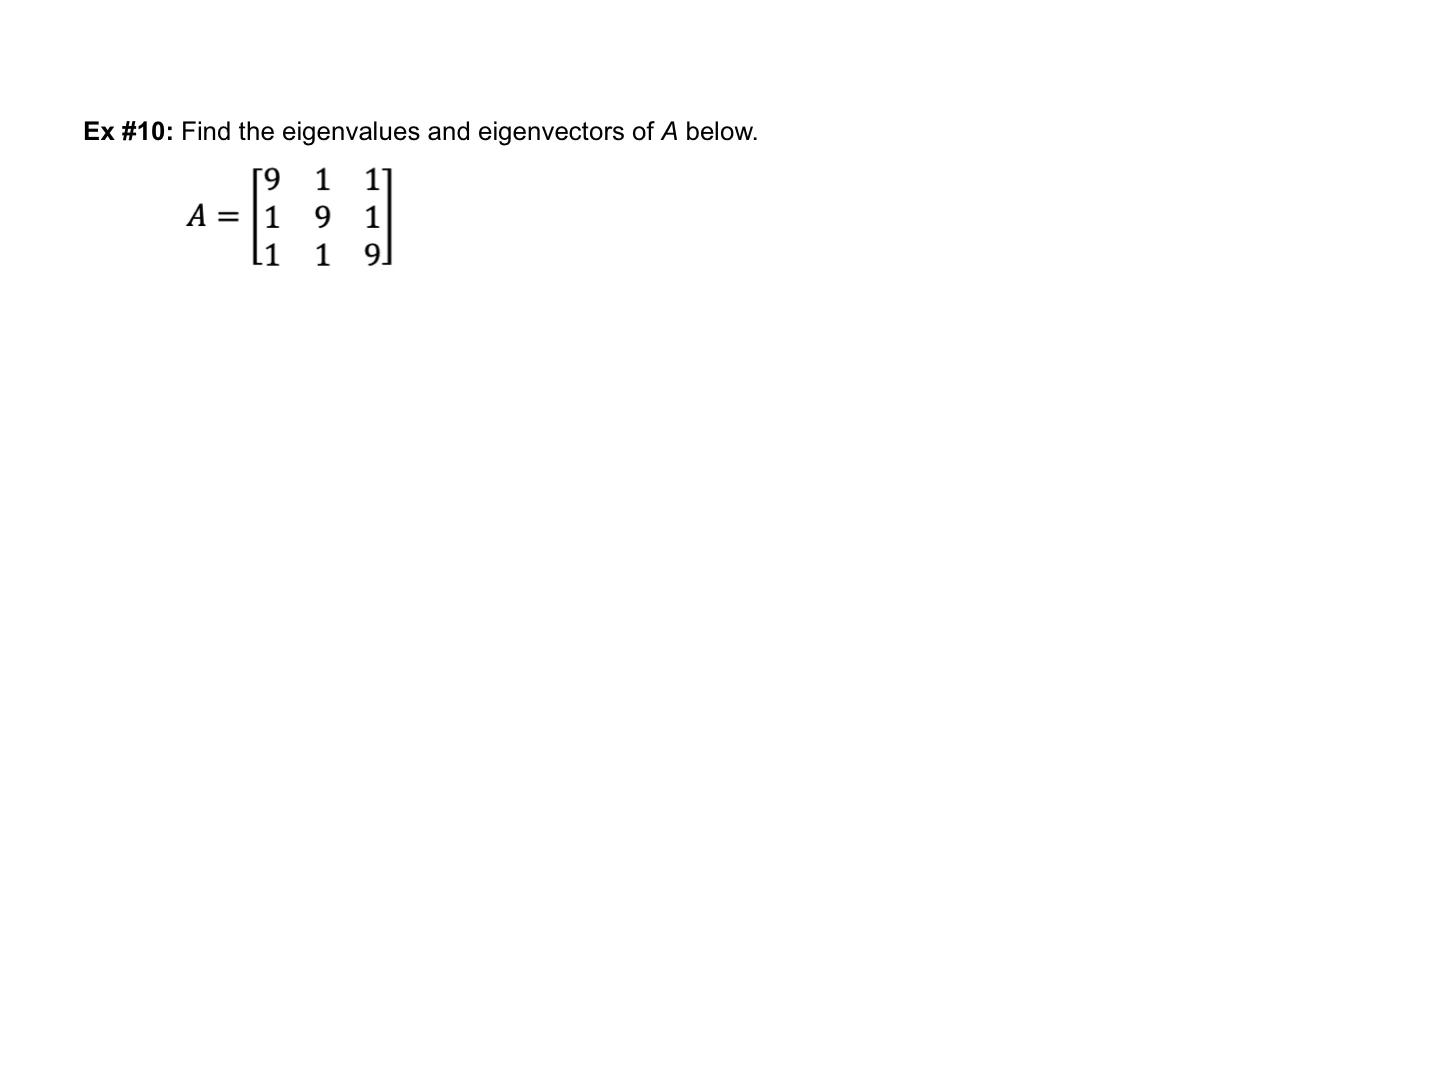 Ex #10: Find the eigenvalues and eigenvectors of A below.
A = [9 1 1
1 9 1
1 1 9]